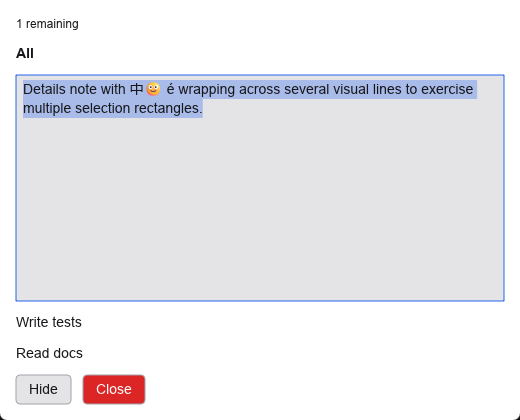 1 remaining
All
Details note with 中🙂 é wrapping across several visual lines to exercise
multiple selection rectangles.
Write tests
Read docs
Hide
Close